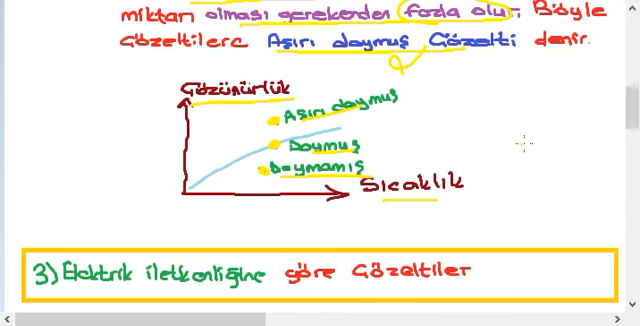 miktarı olması gerekenden fazla olur. Böyle
çözeltilere Aşırı doymuş Çözelti denir.
Çözünürlük
Aşırı doymuş
Doymuş
Doymamış
Sıcaklık
3) Elektrik iletkenliğine göre Çözeltiler